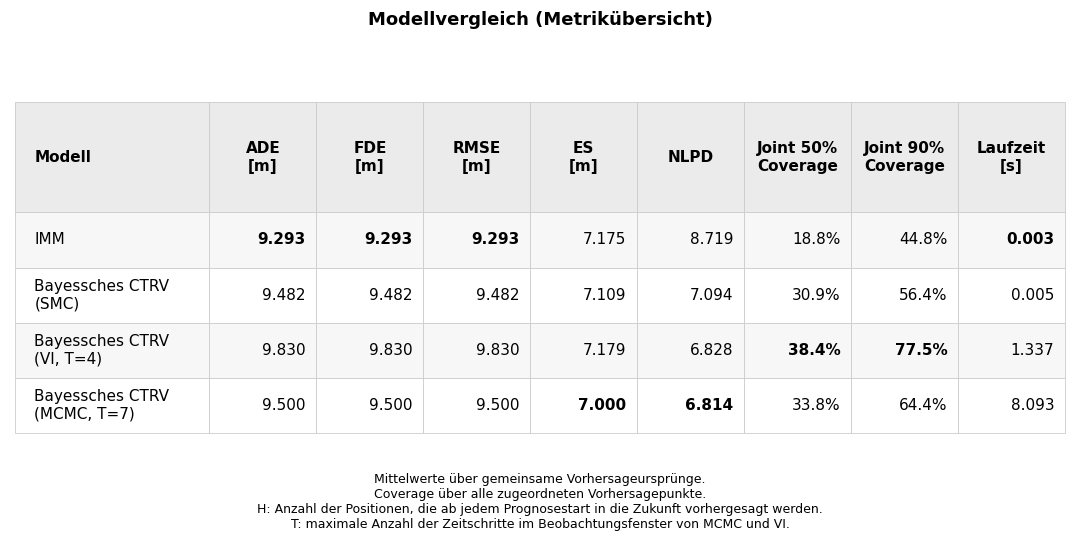 Modellvergleich (Metrikübersicht)
Modell ADE [m] FDE [m] RMSE [m] ES [m] NLPD Joint 50% Coverage Joint 90% Coverage Laufzeit [s]
IMM 9.293 9.293 9.293 7.175 8.719 18.8% 44.8% 0.003
Bayessches CTRV (SMC) 9.482 9.482 9.482 7.109 7.094 30.9% 56.4% 0.005
Bayessches CTRV (VI, T=4) 9.830 9.830 9.830 7.179 6.828 38.4% 77.5% 1.337
Bayessches CTRV (MCMC, T=7) 9.500 9.500 9.500 7.000 6.814 33.8% 64.4% 8.093
Mittelwerte über gemeinsame Vorhersageursprünge.
Coverage über alle zugeordneten Vorhersagepunkte.
H: Anzahl der Positionen, die ab jedem Prognosestart in die Zukunft vorhergesagt werden.
T: maximale Anzahl der Zeitschritte im Beobachtungsfenster von MCMC und VI.